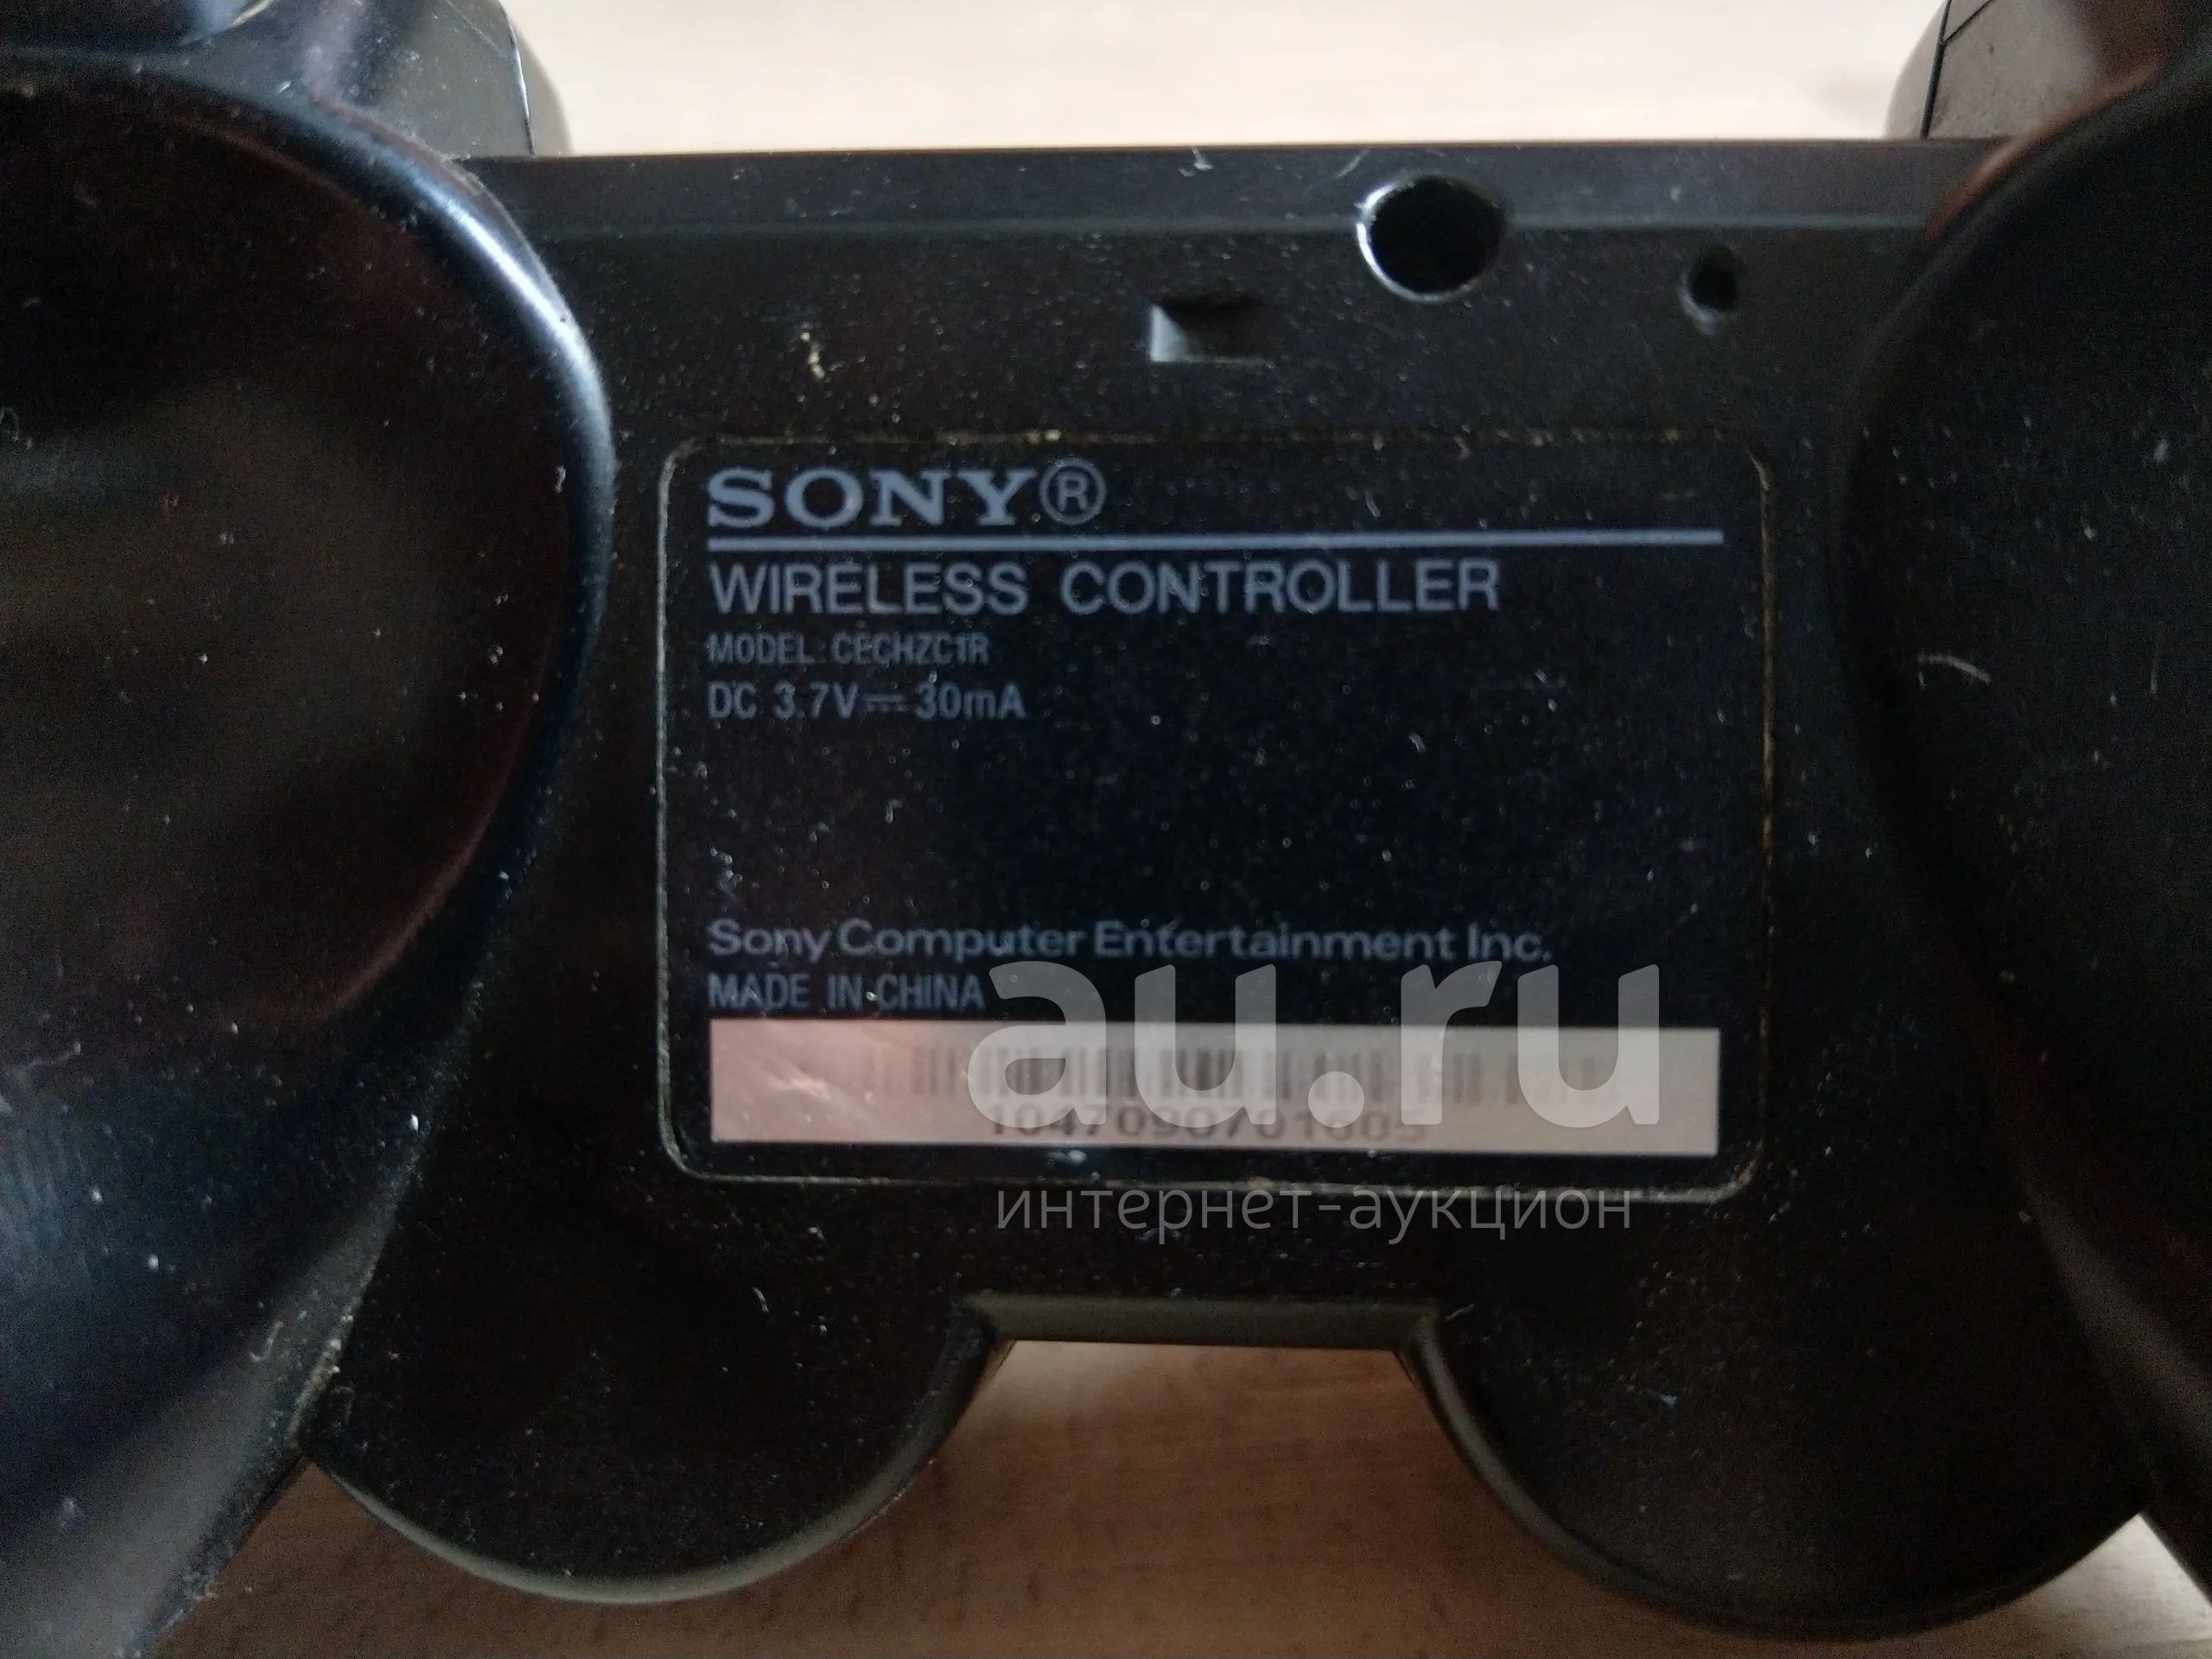 SONY®
WIRELESS CONTROLLER
MODEL CECHZC1R
DC 3.7V⎓30mA
Sony Computer Entertainment Inc.
MADE IN CHINA
au.ru
интернет-аукцион